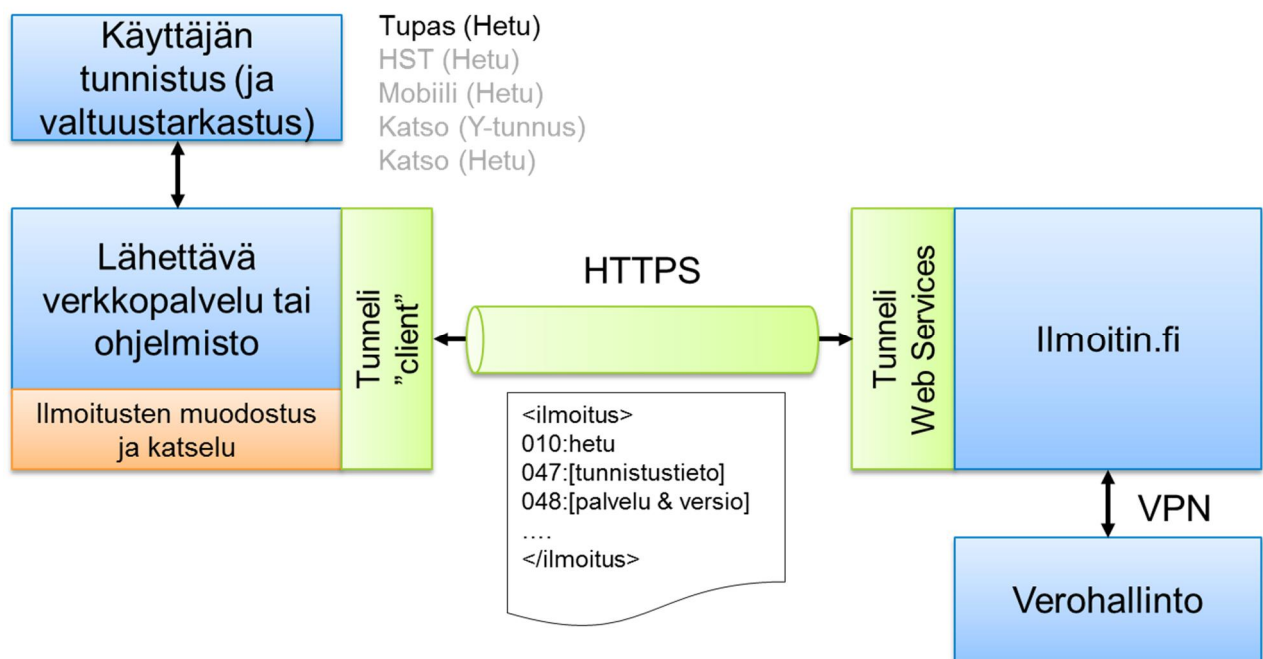 Käyttäjän
tunnistus (ja
valtuustarkastus)
Tupas (Hetu)
HST (Hetu)
Mobiili (Hetu)
Katso (Y-tunnus)
Katso (Hetu)
Lähettävä
verkkopalvelu tai
ohjelmisto
Ilmoitusten muodostus
ja katselu
Tunneli
”client”
HTTPS
<ilmoitus>
010:hetu
047:[tunnistustieto]
048:[palvelu & versio]
....
</ilmoitus>
Tunneli
Web Services
Ilmoitin.fi
VPN
Verohallinto